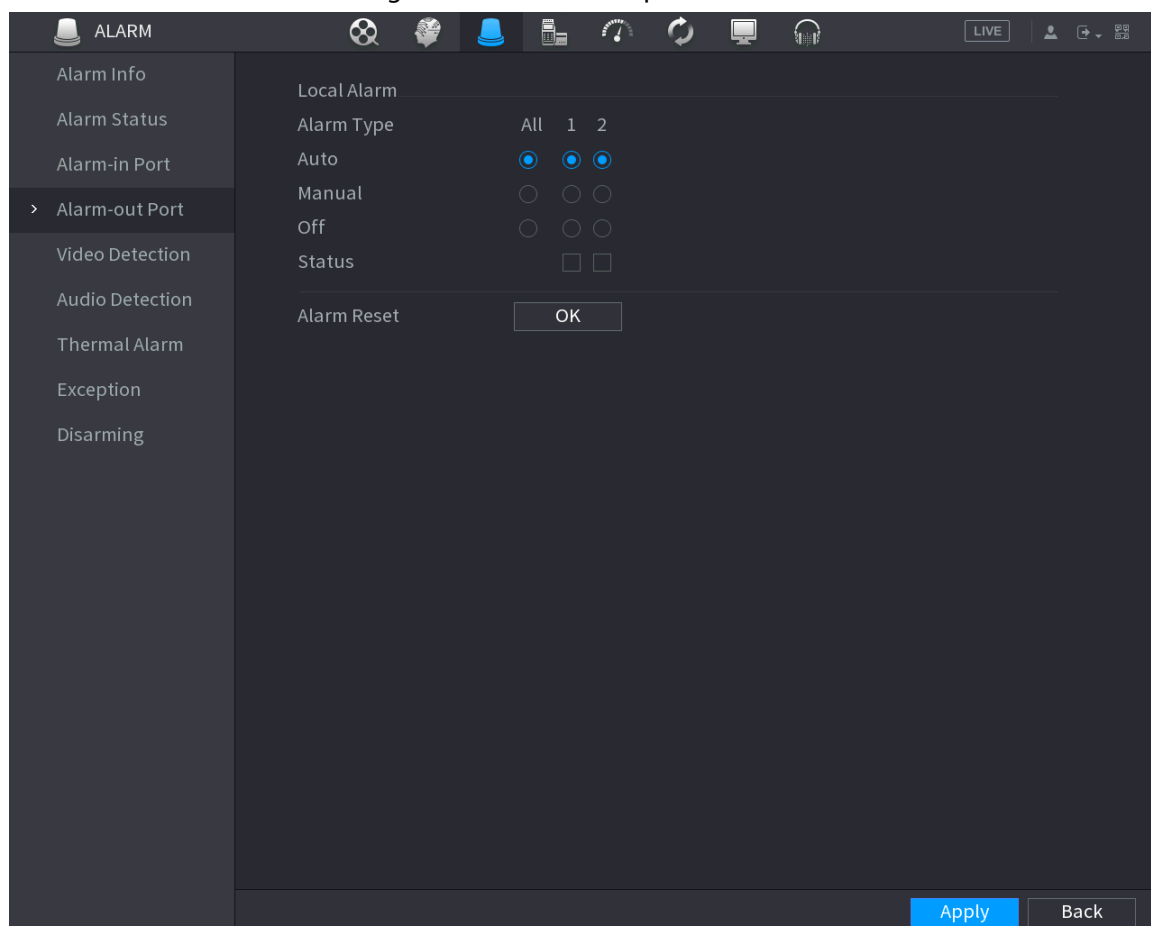 ALARM LIVE
Alarm Info
Alarm Status
Alarm-in Port
Alarm-out Port
Video Detection
Audio Detection
Thermal Alarm
Exception
Disarming
Local Alarm
Alarm Type All 1 2
Auto
Manual
Off
Status
Alarm Reset OK
Apply Back